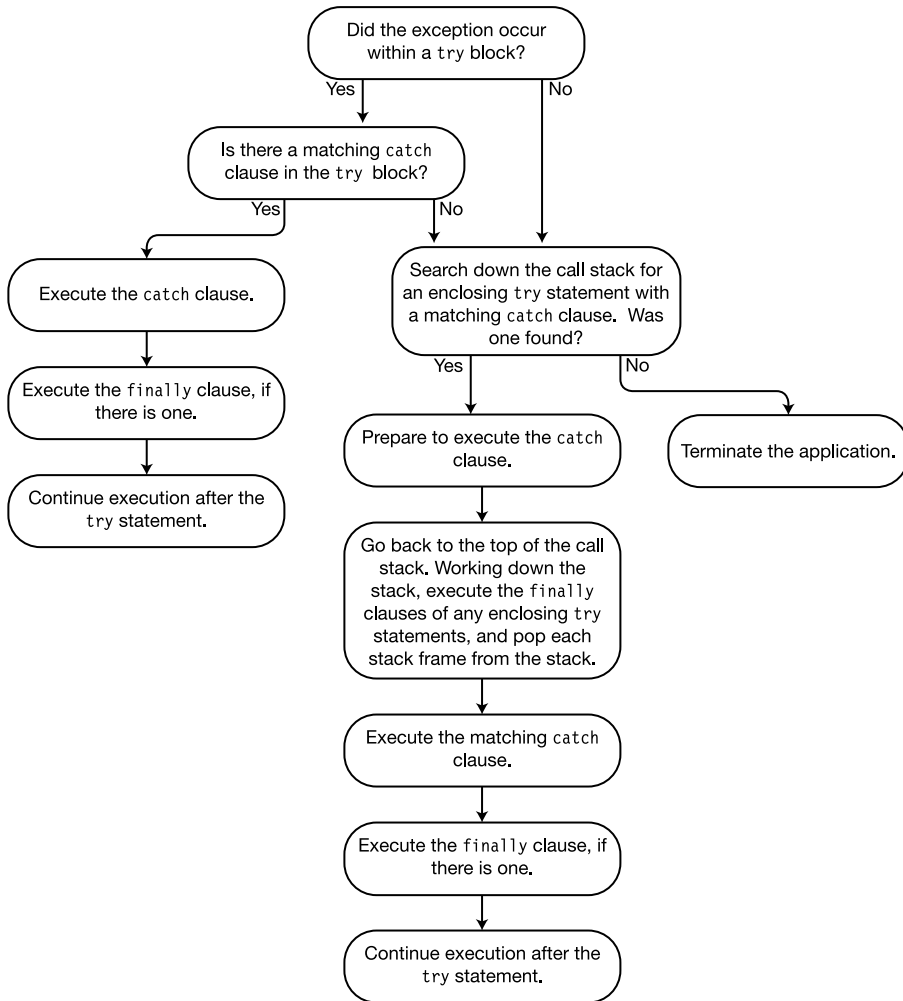 Did the exception occur
within a try block?
Yes
No
Is there a matching catch
clause in the try block?
Yes
No
Execute the catch clause.
Search down the call stack for
an enclosing try statement with
a matching catch clause.  Was
one found?
Yes
No
Execute the finally clause, if
there is one.
Prepare to execute the catch
clause.
Terminate the application.
Continue execution after the
try statement.
Go back to the top of the call
stack. Working down the
stack, execute the finally
clauses of any enclosing try
statements, and pop each
stack frame from the stack.
Execute the matching catch
clause.
Execute the finally clause, if
there is one.
Continue execution after the
try statement.